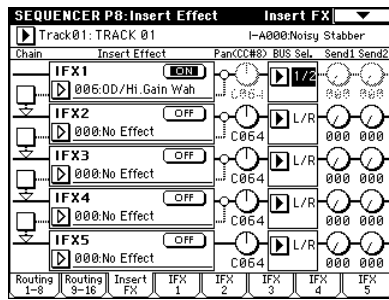 SEQUENCER P8:Insert Effect Insert FX
Track01: TRACK 01 I-A000:Noisy Stabber
Chain Insert Effect Pan(CC#8) BUS Sel. Send1 Send2
IFX1 ON 1/2
006:OD/Hi.Gain Wah C064 000 000
IFX2 OFF L/R
000:No Effect C064 000 000
IFX3 OFF L/R
000:No Effect C064 000 000
IFX4 OFF L/R
000:No Effect C064 000 000
IFX5 OFF L/R
000:No Effect C064 000 000
Routing 1-8 Routing 9-16 Insert FX IFX 1 IFX 2 IFX 3 IFX 4 IFX 5